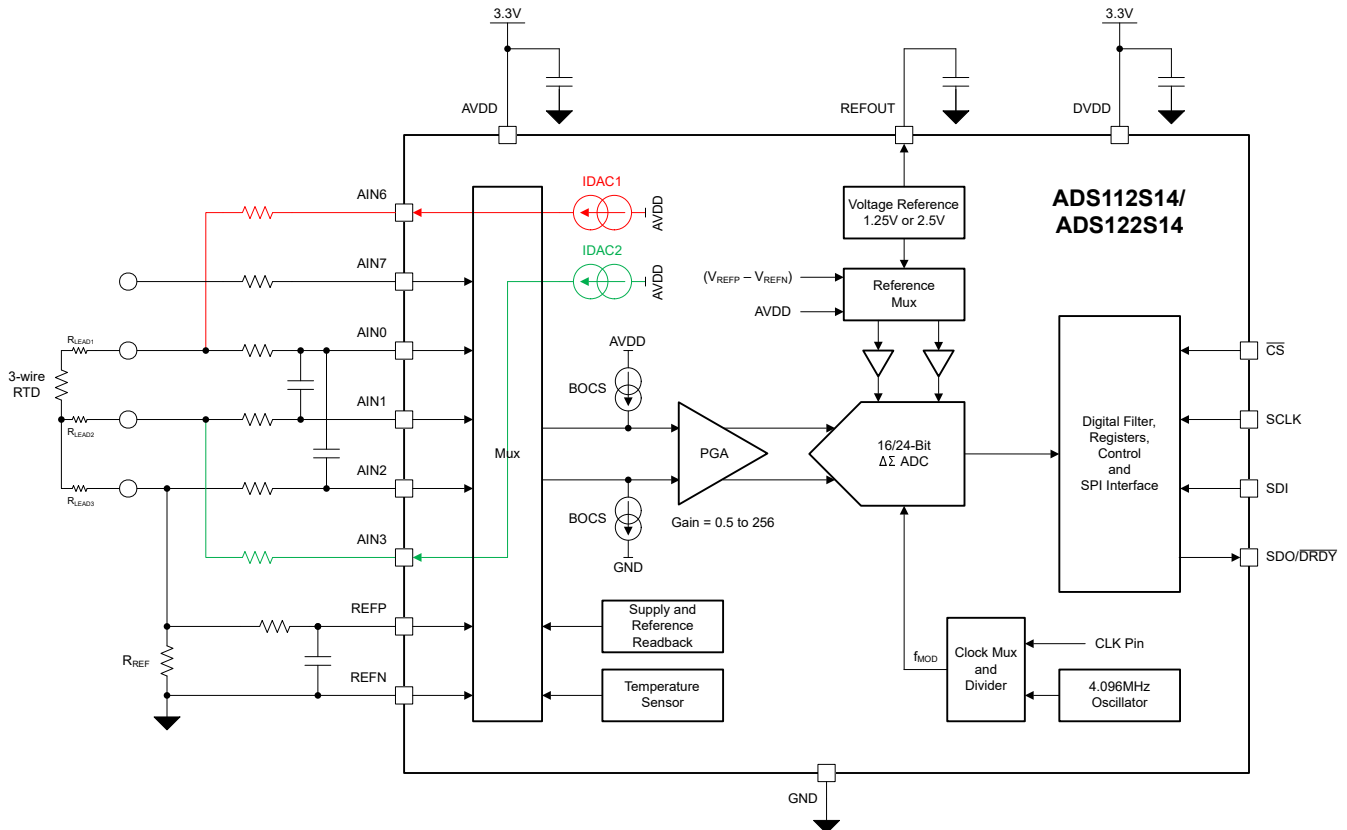 3.3V
3.3V
AVDD
REFOUT
DVDD
AIN6
IDAC1
AVDD
Voltage Reference
1.25V or 2.5V
ADS112S14/
ADS122S14
AIN7
IDAC2
AVDD
(VREFP – VREFN)
Reference
Mux
AVDD
RLEAD1
AIN0
AVDD
CS
3-wire
RTD
BOCS
RLEAD2
AIN1
SCLK
Mux
PGA
16/24-Bit
ΔΣ ADC
Digital Filter,
Registers,
Control
and
SPI Interface
RLEAD3
AIN2
SDI
BOCS
Gain = 0.5 to 256
AIN3
GND
SDO/DRDY
REFP
Supply and
Reference
Readback
RREF
fMOD
Clock Mux
and
Divider
CLK Pin
REFN
Temperature
Sensor
4.096MHz
Oscillator
GND